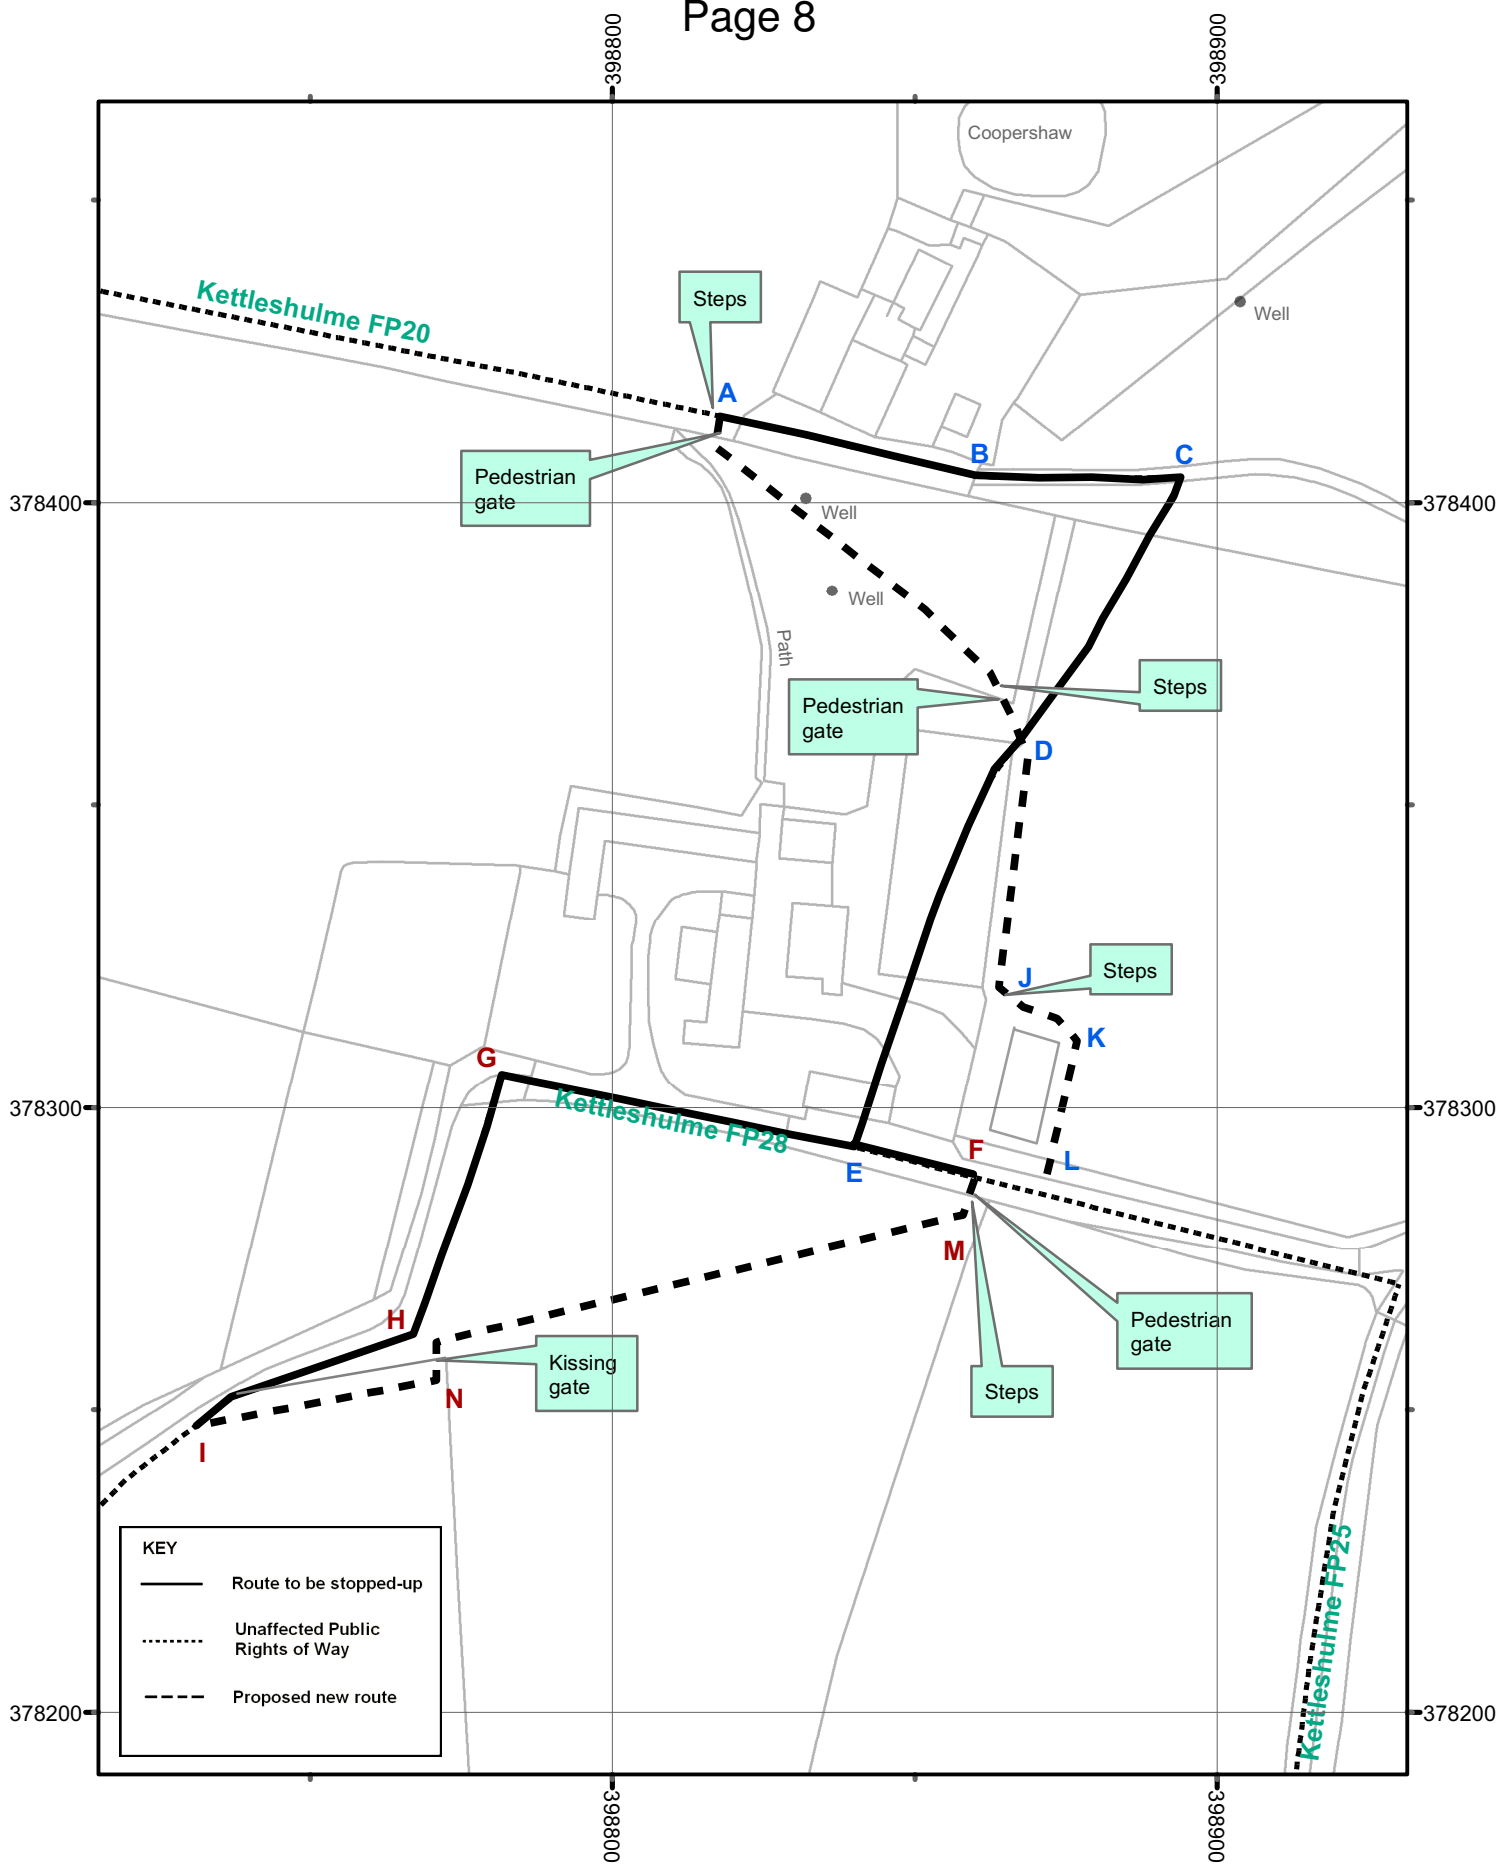 Page 8
398800
398900
Coopershaw
Kettleshulme FP20
Steps
Well
A
B
C
Pedestrian
gate
378400
378400
Well
Well
Path
Steps
Pedestrian
gate
D
Steps
J
K
G
378300
378300
Kettleshulme FP28
E
F
L
M
H
Pedestrian
gate
Kissing
gate
Steps
N
I
KEY
Route to be stopped-up
Unaffected Public
Rights of Way
Proposed new route
Kettleshulme FP25
378200
378200
398800
398900